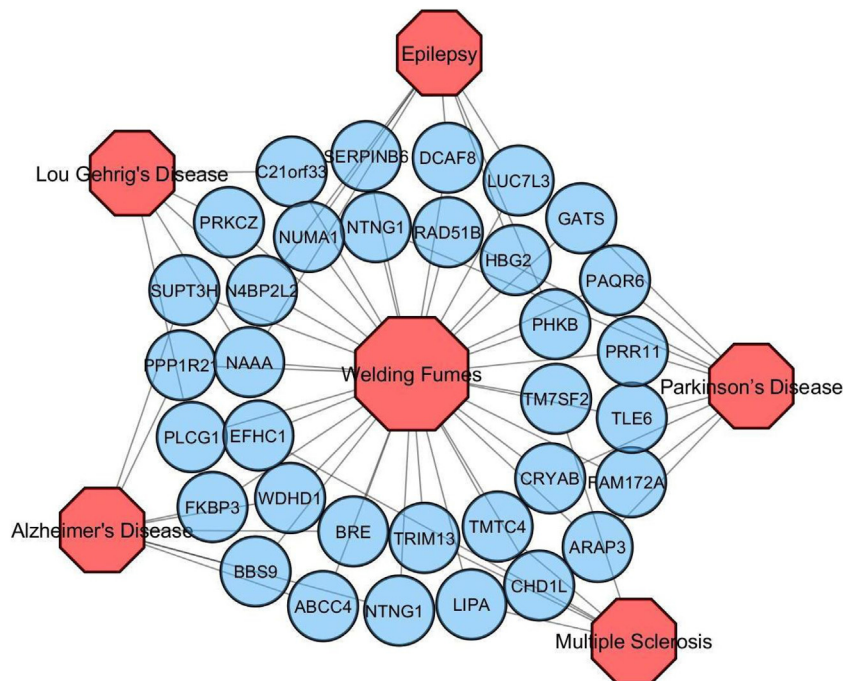 Epilepsy
SERPINB6
DCAF8
C21orf33
LUC7L3
Lou Gehrig's Disease
PRKCZ
NUMA1
NTNG1
RAD51B
GATS
HBG2
SUPT3H
N4BP2L2
PAQR6
PHKB
PPP1R21
NAAA
PRR11
Welding Fumes
Parkinson's Disease
TM7SF2
TLE6
PLCG1
EFHC1
CRYAB
FAM172A
FKBP3
WDHD1
Alzheimer's Disease
BRE
TRIM13
TMTC4
ARAP3
BBS9
CHD1L
ABCC4
NTNG1
LIPA
Multiple Sclerosis